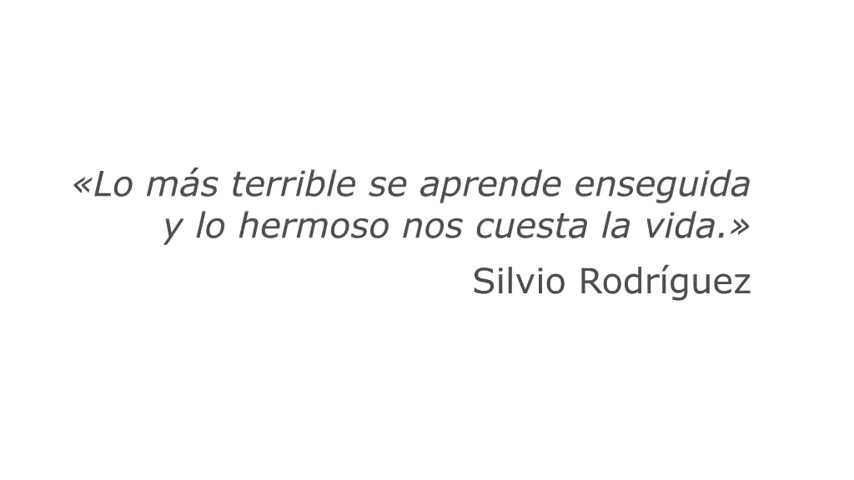 «Lo más terrible se aprende enseguida
y lo hermoso nos cuesta la vida.»
Silvio Rodríguez